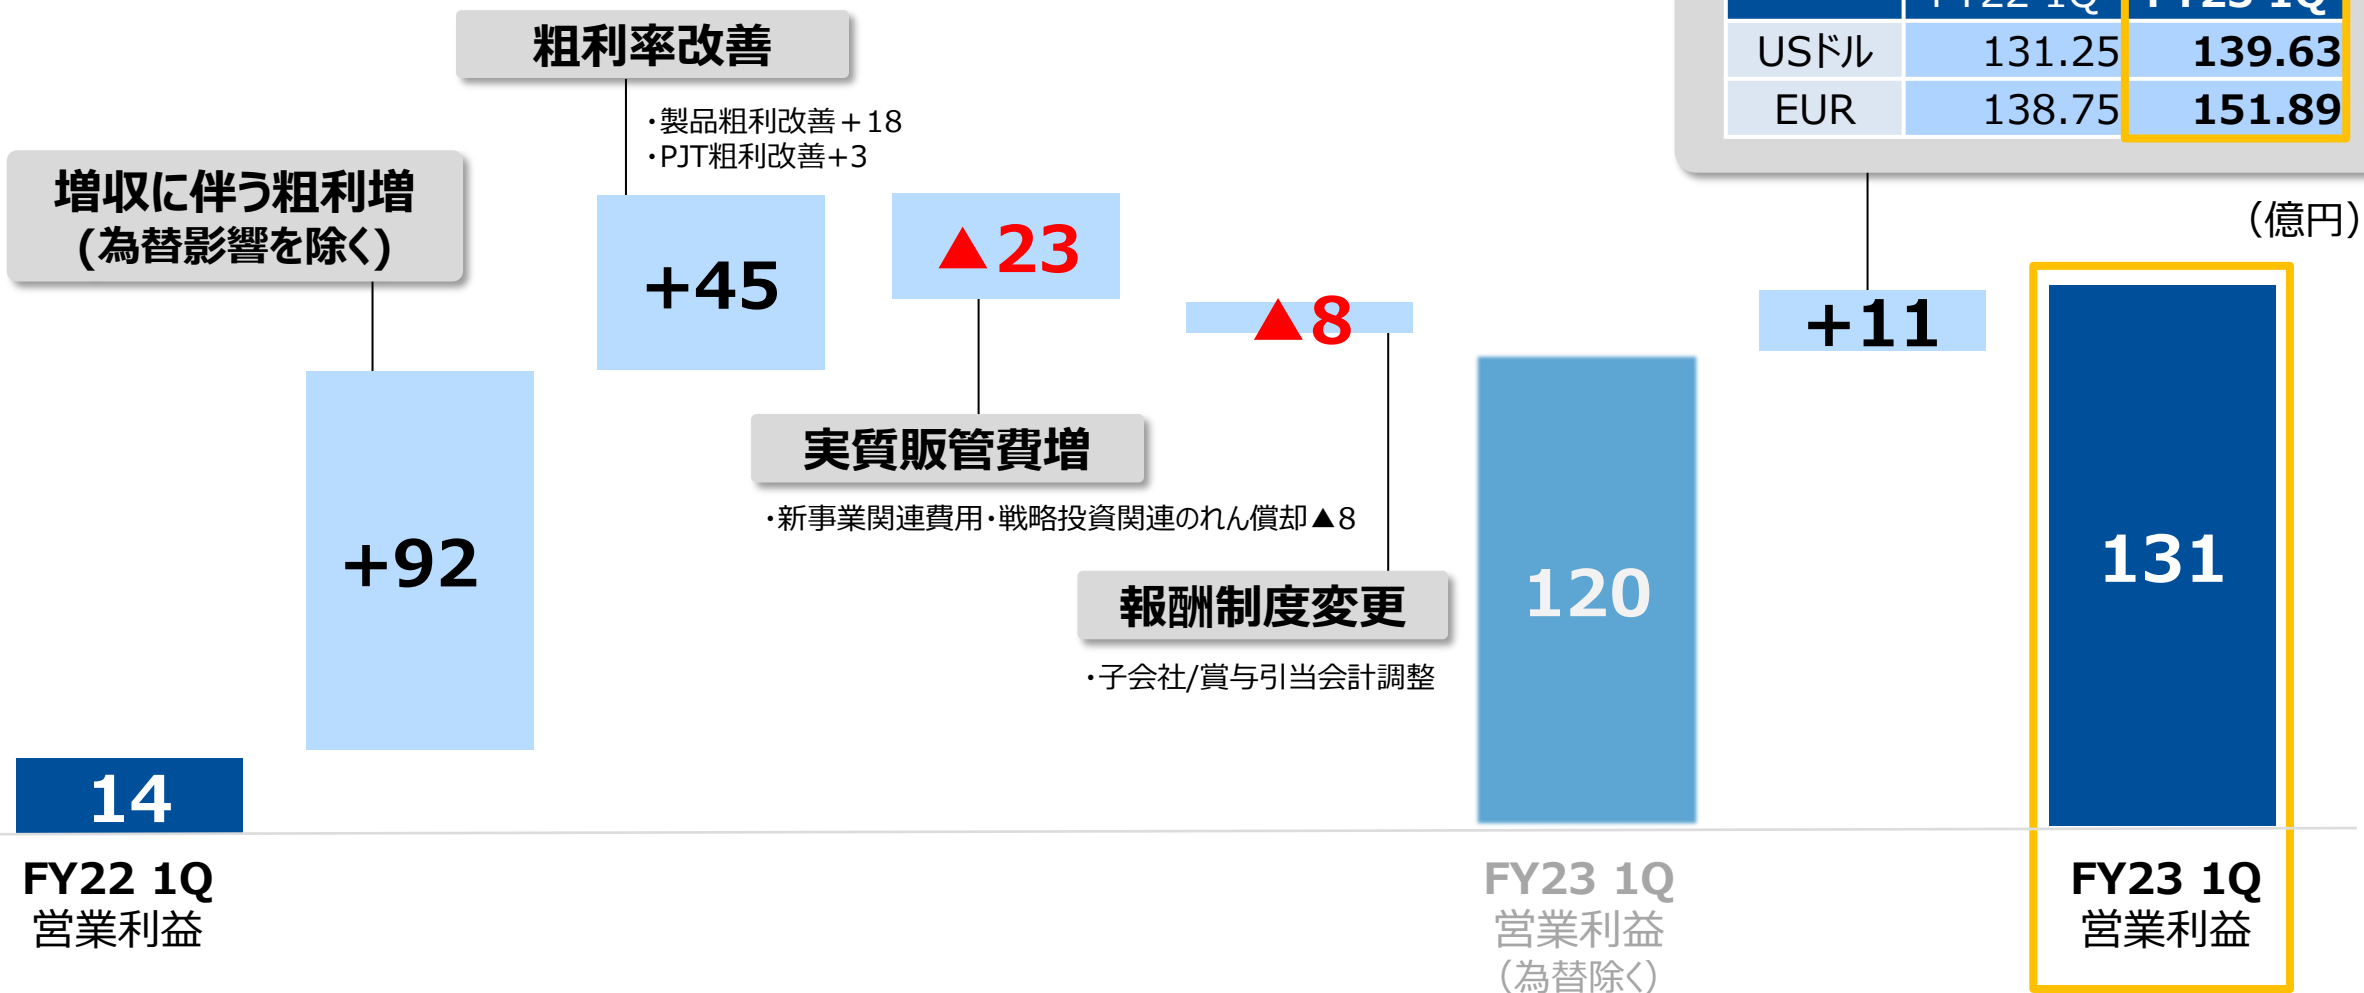 FY22 1Q FY23 1Q
USドル 131.25 139.63
EUR 138.75 151.89
(億円)
粗利率改善
・製品粗利改善＋18
・PJT粗利改善+3
増収に伴う粗利増
(為替影響を除く)
+45
▲23
▲8
+11
実質販管費増
・新事業関連費用・戦略投資関連のれん償却▲8
+92
120
131
報酬制度変更
・子会社/賞与引当会計調整
14
FY22 1Q
営業利益
FY23 1Q
営業利益
(為替除く)
FY23 1Q
営業利益